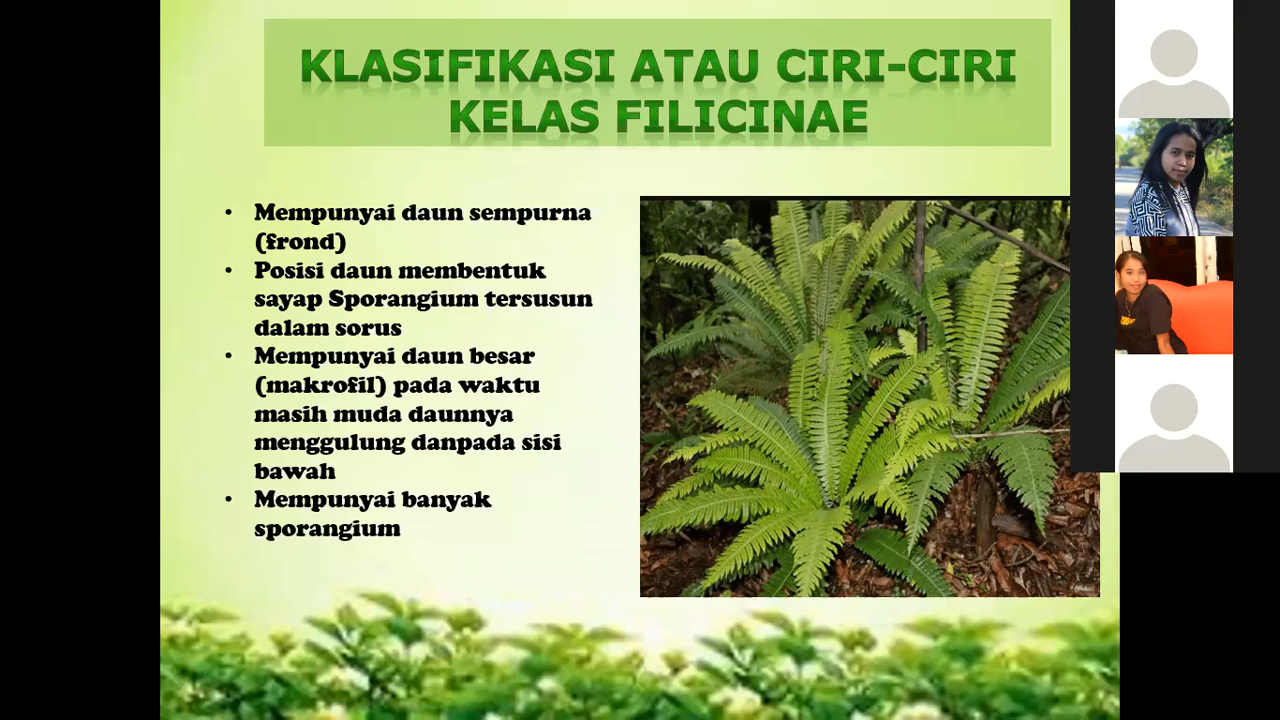 KLASIFIKASI ATAU CIRI-CIRI
KELAS FILICINAE
• Mempunyai daun sempurna
(frond)
• Posisi daun membentuk
sayap Sporangium tersusun
dalam sorus
• Mempunyai daun besar
(makrofil) pada waktu
masih muda daunnya
menggulung danpada sisi
bawah
• Mempunyai banyak
sporangium